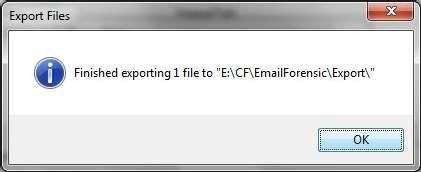 Export Files
Finished exporting 1 file to "E:\CF\EmailForensic\Export\"
OK